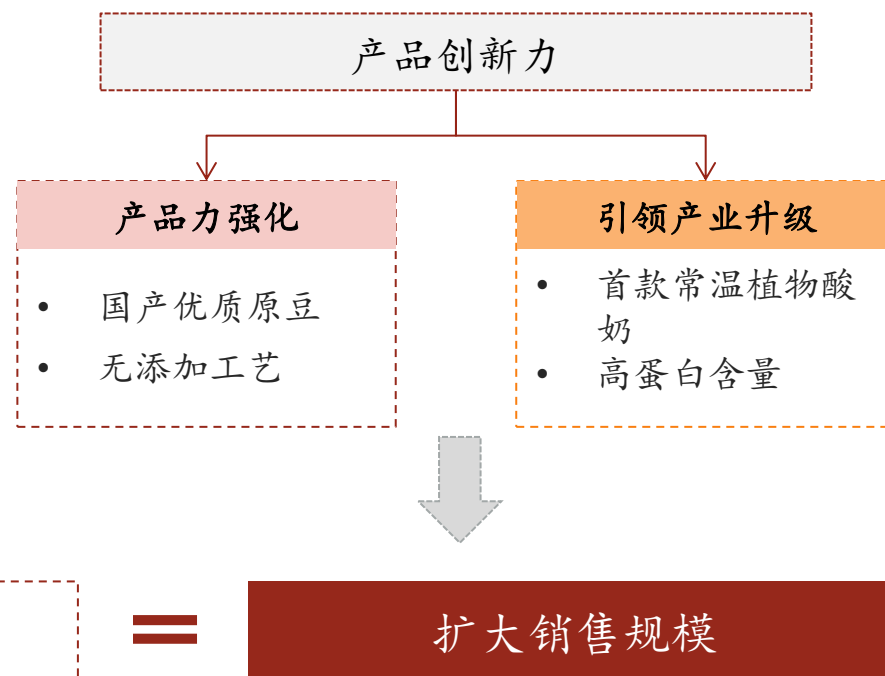 产品创新力
产品力强化
• 国产优质原豆
• 无添加工艺
引领产业升级
• 首款常温植物酸
奶
• 高蛋白含量
=
扩大销售规模